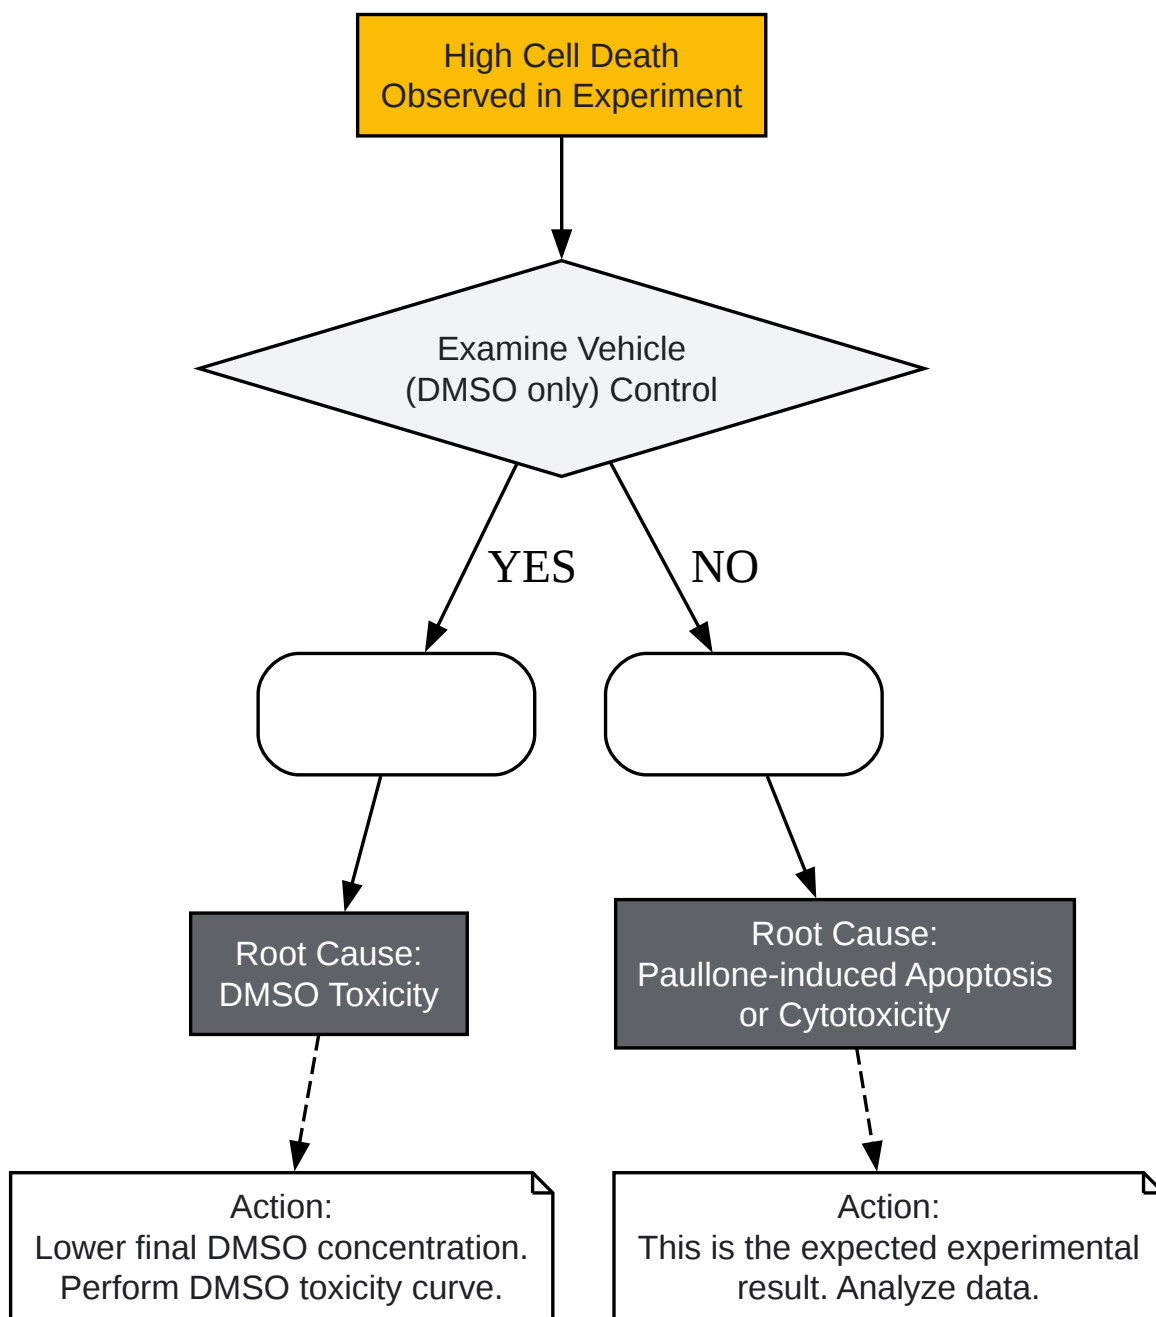 High Cell Death
Observed in Experiment
Examine Vehicle
(DMSO only) Control
YES
NO
Root Cause:
DMSO Toxicity
Root Cause:
Paullone-induced Apoptosis
or Cytotoxicity
Action:
Lower final DMSO concentration.
Perform DMSO toxicity curve.
Action:
This is the expected experimental
result. Analyze data.